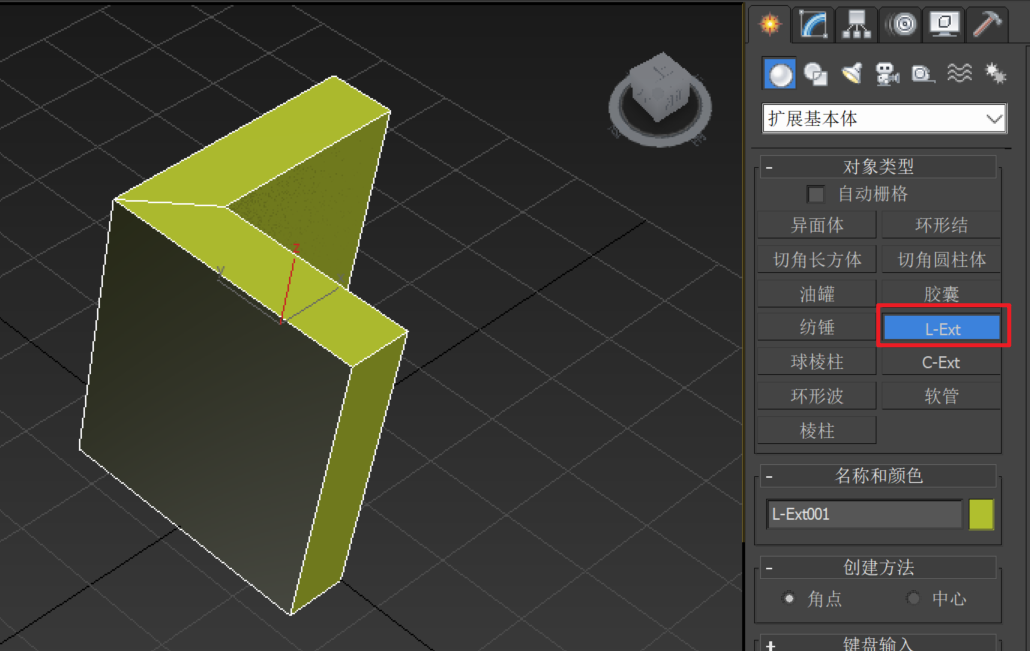 扩展基本体
- 对象类型
自动栅格
异面体 环形结
切角长方体 切角圆柱体
油罐 胶囊
纺锤 L-Ext
球棱柱 C-Ext
环形波 软管
棱柱
- 名称和颜色
L-Ext001
- 创建方法
角点 中心
+ 键盘输入
z
y